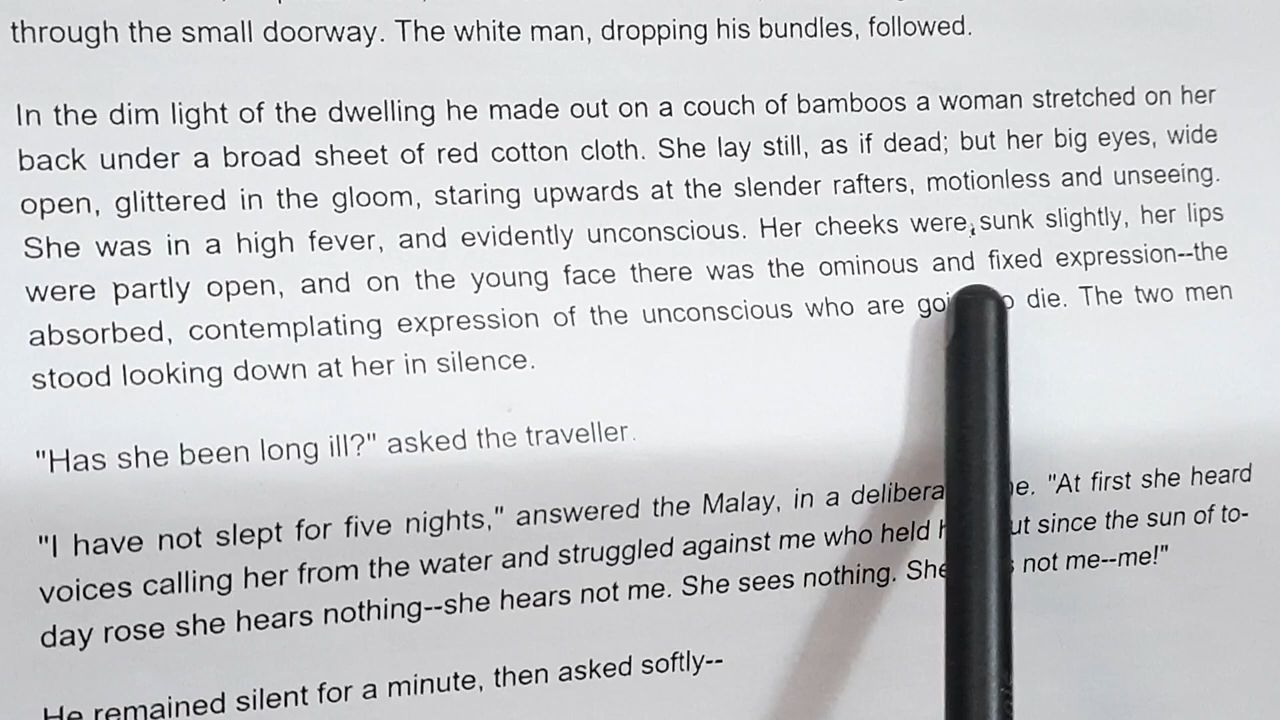 through the small doorway. The white man, dropping his bundles, followed.
In the dim light of the dwelling he made out on a couch of bamboos a woman stretched on her
back under a broad sheet of red cotton cloth. She lay still, as if dead; but her big eyes, wide
open, glittered in the gloom, staring upwards at the slender rafters, motionless and unseeing.
She was in a high fever, and evidently unconscious. Her cheeks were sunk slightly, her lips
were partly open, and on the young face there was the ominous and fixed expression--the
absorbed, contemplating expression of the unconscious who are die. The two men
stood looking down at her in silence.
"Has she been long ill?" asked the traveller.
"I have not slept for five nights," answered the Malay, in a "At first she heard
voices calling her from the water and struggled against me who held since the sun of to-
day rose she hears nothing--she hears not me. She sees nothing. She not me--me!"
He remained silent for a minute, then asked softly--